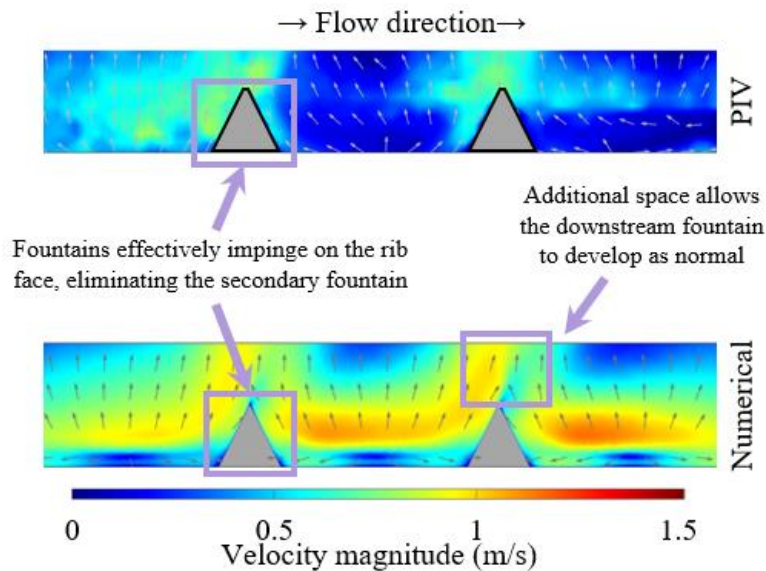 → Flow direction→
PIV
Additional space allows
the downstream fountain
to develop as normal
Fountains effectively impinge on the rib
face, eliminating the secondary fountain
Numerical
0 0.5 1 1.5
Velocity magnitude (m/s)